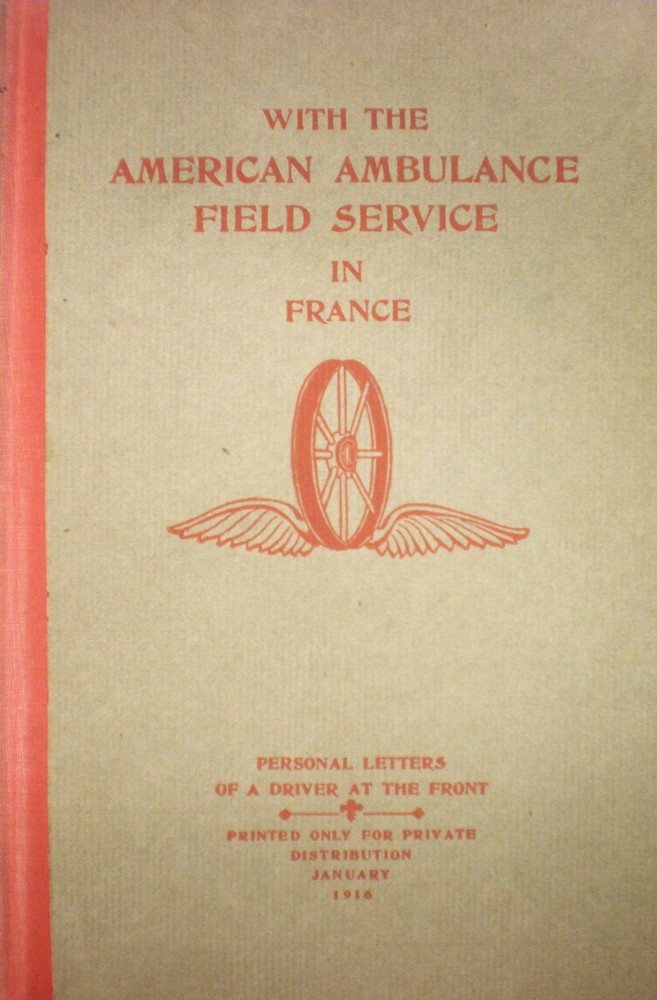 WITH THE
AMERICAN AMBULANCE
FIELD SERVICE
IN
FRANCE
PERSONAL LETTERS
OF A DRIVER AT THE FRONT
PRINTED ONLY FOR PRIVATE
DISTRIBUTION
JANUARY
1916